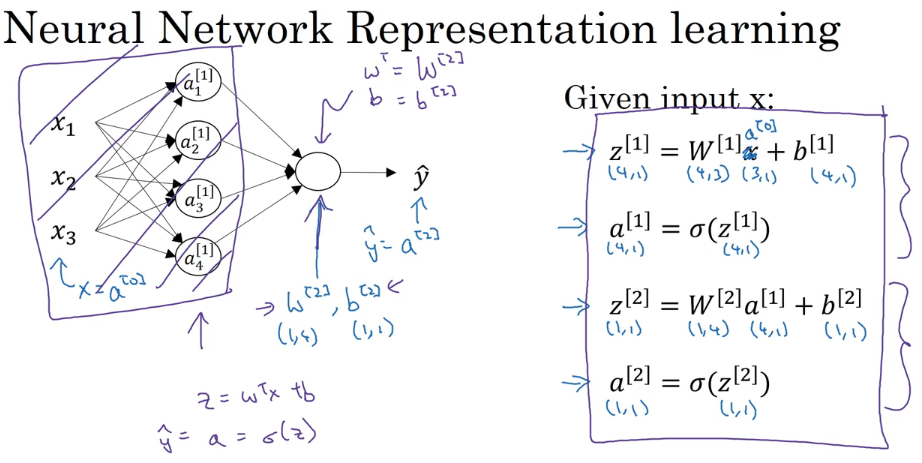 Neural Network Representation learning
wᵀ = W^[2]
b = b^[2]
x₁
x₂
x₃
a₁^[1]
a₂^[1]
a₃^[1]
a₄^[1]
ŷ
ŷ = a^[2]
x = a^[0]
→ W^[2], b^[2] ←
(1,4) (1,1)
z = wᵀx + b
ŷ = a = σ(z)
Given input x:
a^[0]
→ z^[1] = W^[1]x + b^[1]
(4,1) (4,3) (3,1) (4,1)
→ a^[1] = σ(z^[1])
(4,1) (4,1)
→ z^[2] = W^[2]a^[1] + b^[2]
(1,1) (1,4) (4,1) (1,1)
→ a^[2] = σ(z^[2])
(1,1) (1,1)